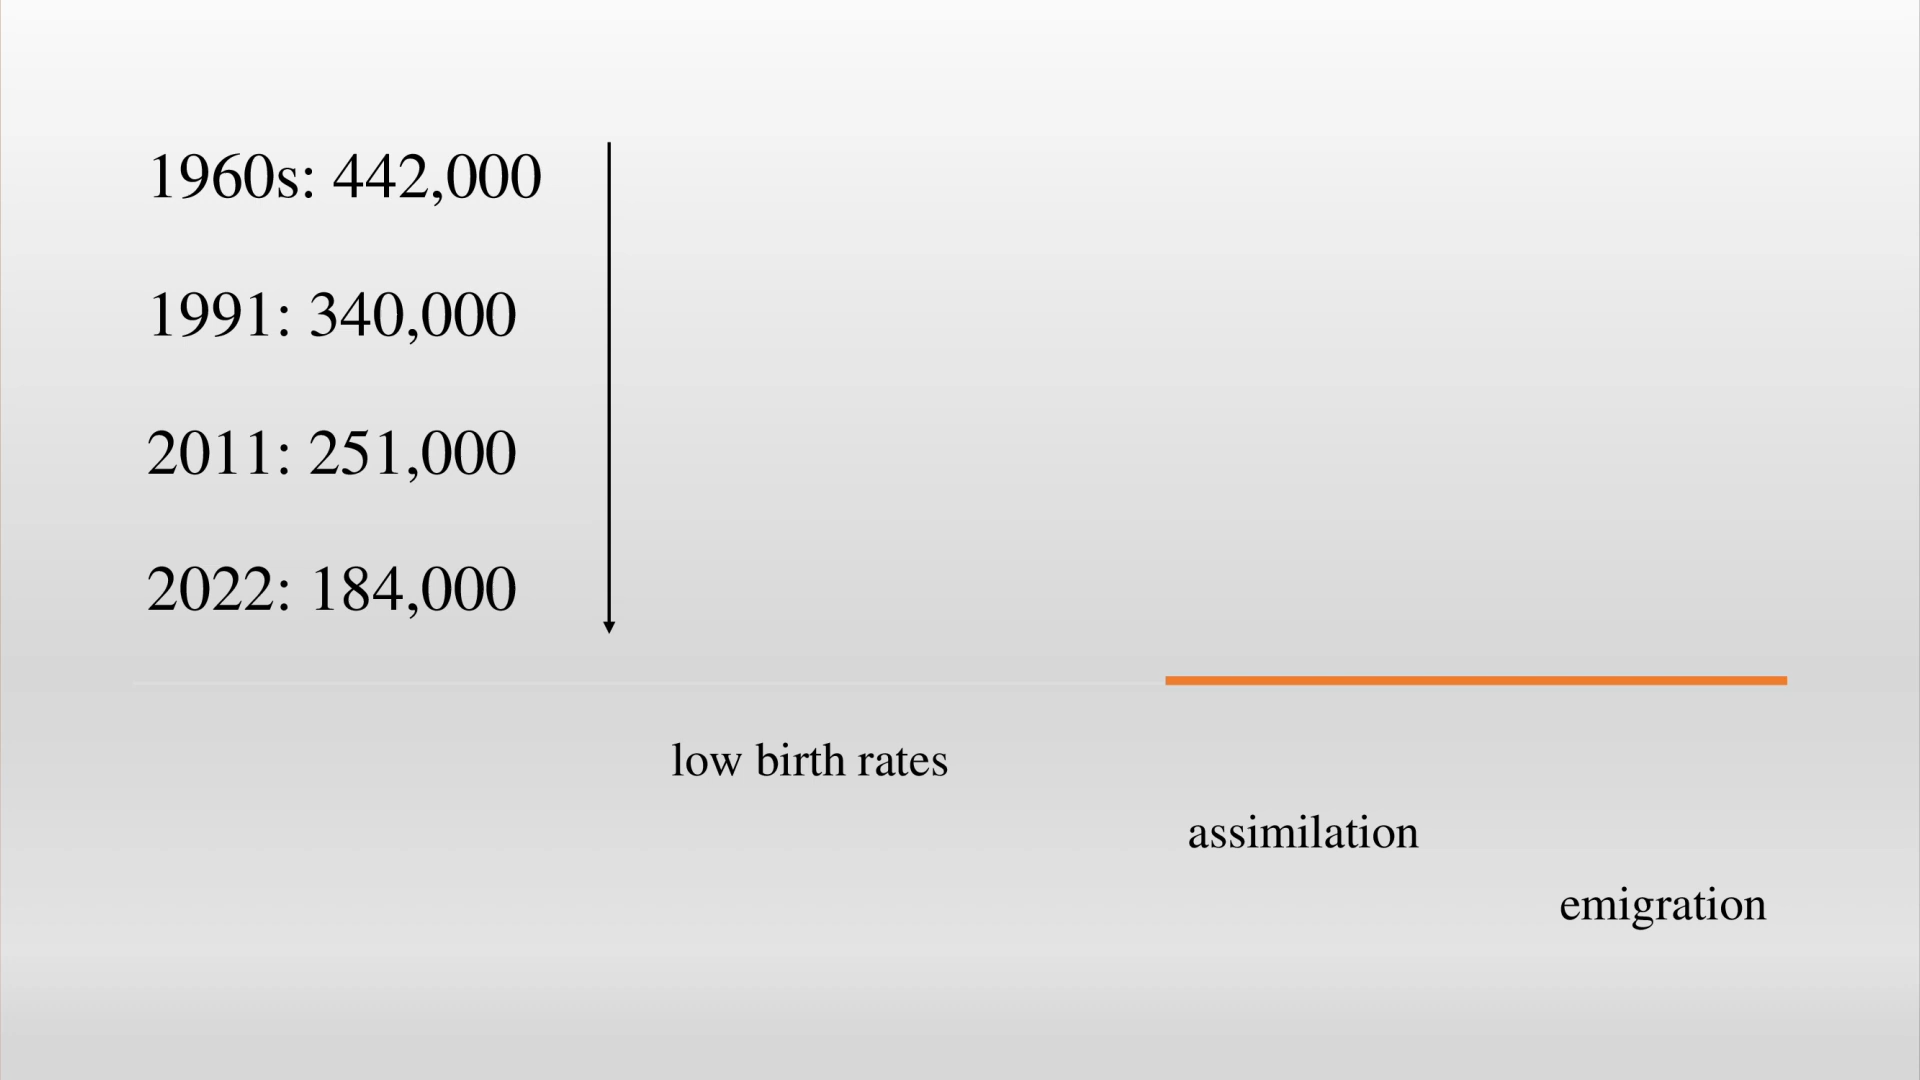 1960s: 442,000
1991: 340,000
2011: 251,000
2022: 184,000
low birth rates
assimilation
emigration